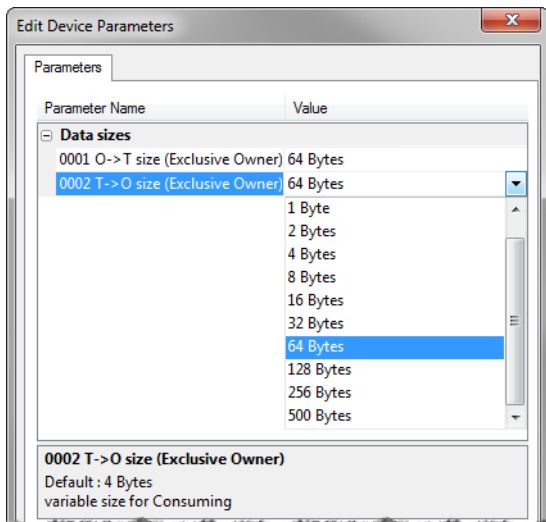 Edit Device Parameters
Parameters
Parameter Name Value
Data sizes
0001 O->T size (Exclusive Owner) 64 Bytes
0002 T->O size (Exclusive Owner) 64 Bytes
1 Byte
2 Bytes
4 Bytes
8 Bytes
16 Bytes
32 Bytes
64 Bytes
128 Bytes
256 Bytes
500 Bytes
0002 T->O size (Exclusive Owner)
Default : 4 Bytes
variable size for Consuming